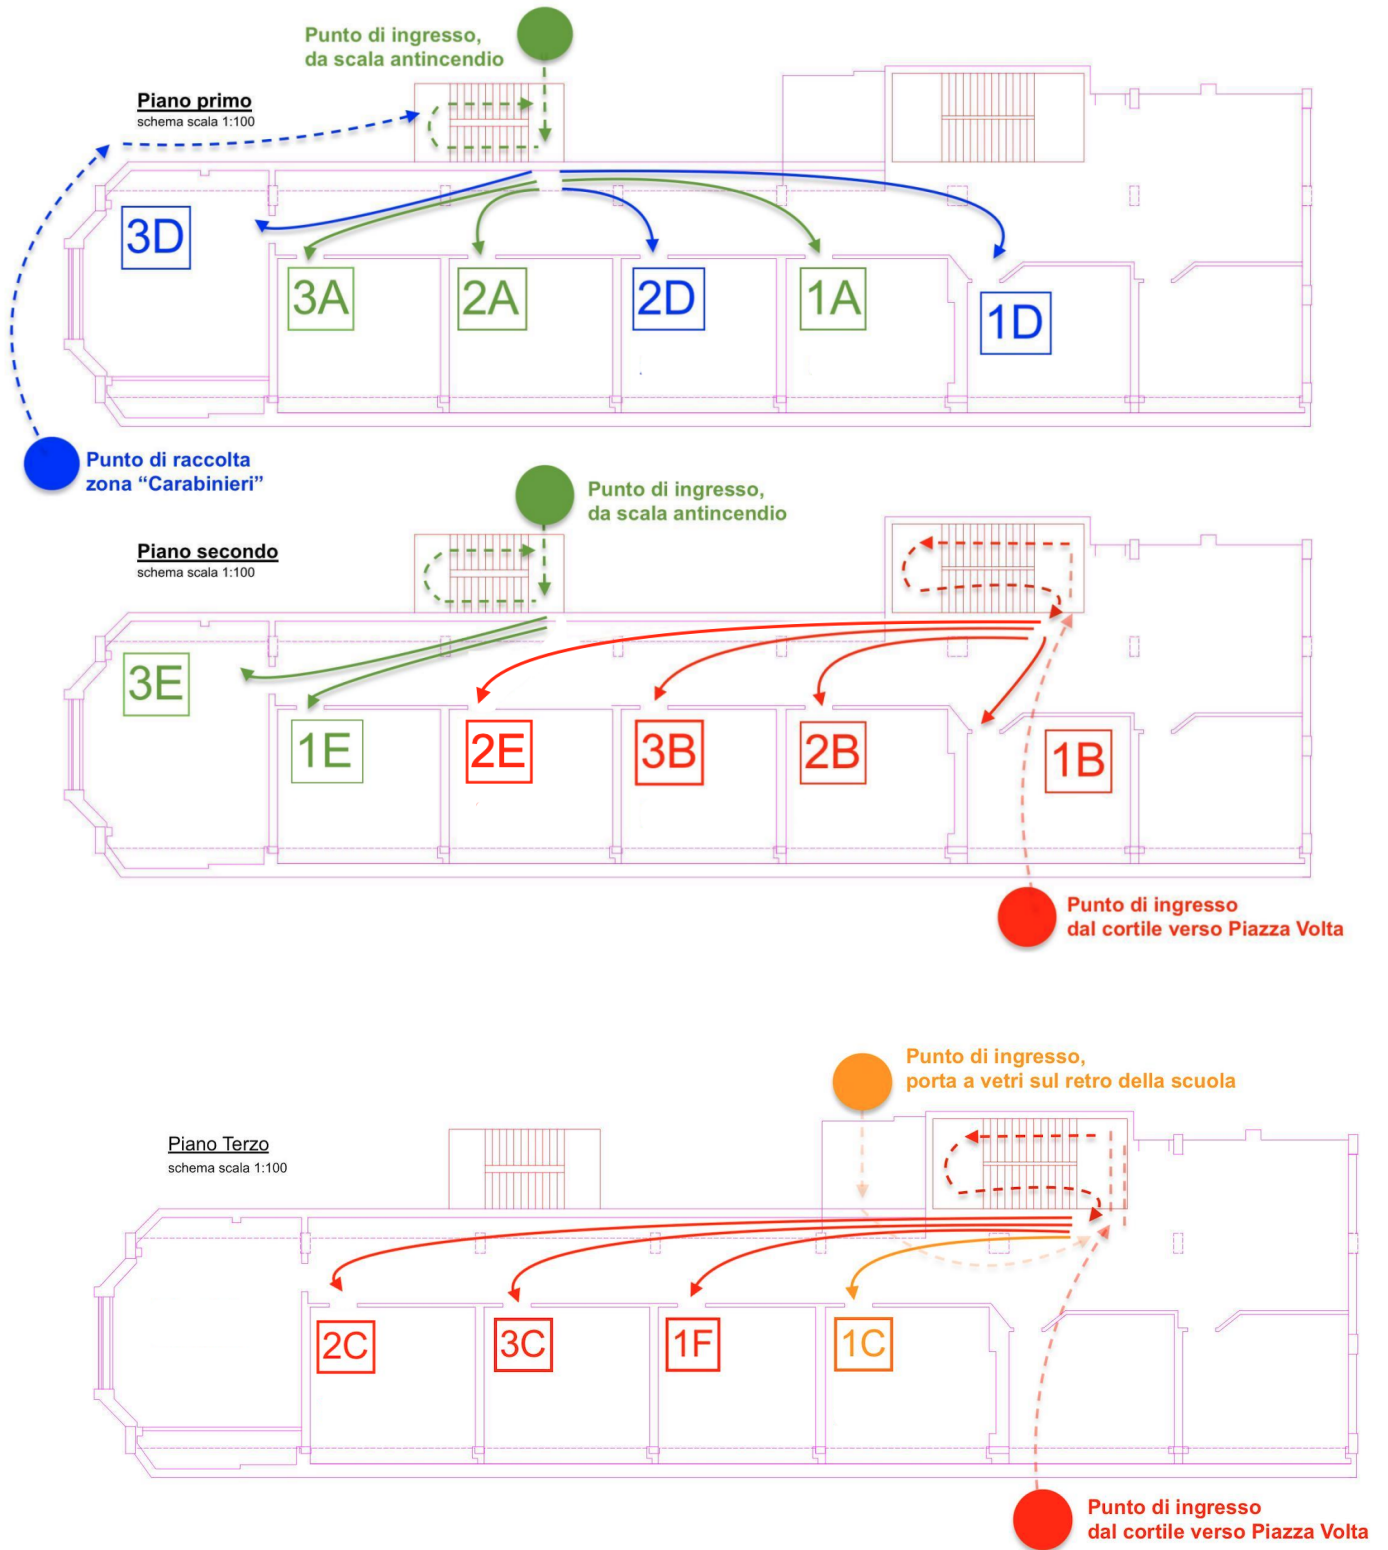 Punto di ingresso,
da scala antincendio
Piano primo
schema scala 1:100
3D
3A
2A
2D
1A
1D
Punto di raccolta
zona “Carabinieri”
Punto di ingresso,
da scala antincendio
Piano secondo
schema scala 1:100
3E
1E
2E
3B
2B
1B
Punto di ingresso
dal cortile verso Piazza Volta
Punto di ingresso,
porta a vetri sul retro della scuola
Piano Terzo
schema scala 1:100
2C
3C
1F
1C
Punto di ingresso
dal cortile verso Piazza Volta